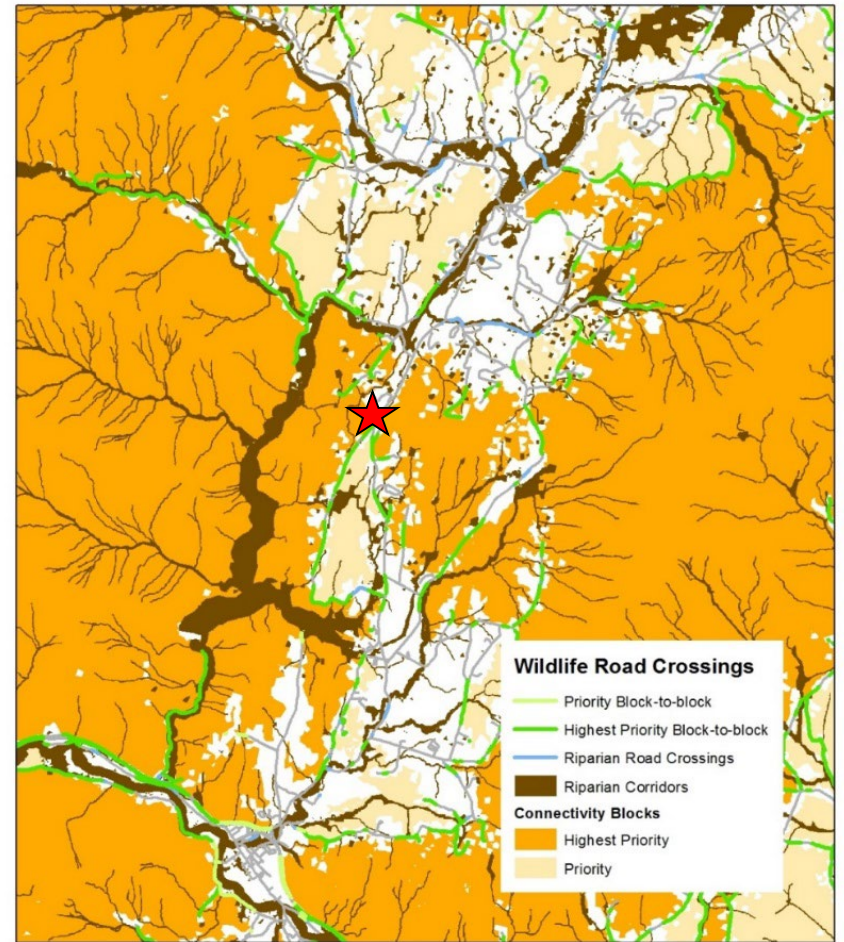 Wildlife Road Crossings
Priority Block-to-block
Highest Priority Block-to-block
Riparian Road Crossings
Riparian Corridors
Connectivity Blocks
Highest Priority
Priority